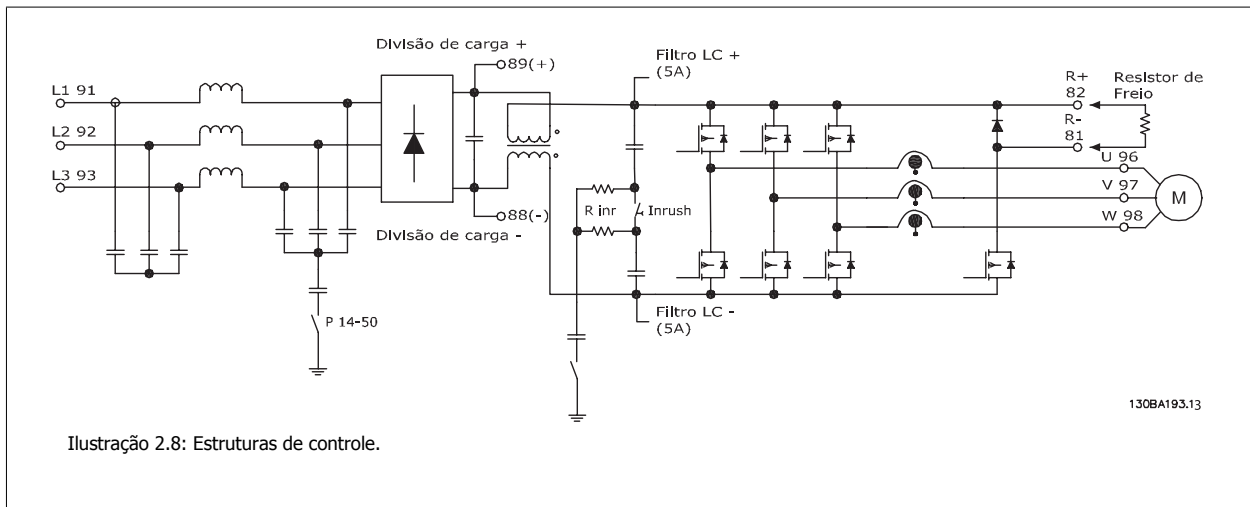 Divisão de carga +
89(+)
Filtro LC +
(5A)
R+
82
Resistor de
Freio
R-
81
L1 91
L2 92
L3 93
U 96
V 97
W 98
M
R inr
Inrush
88(-)
Divisão de carga -
P 14-50
Filtro LC -
(5A)
130BA193.13
Ilustração 2.8: Estruturas de controle.